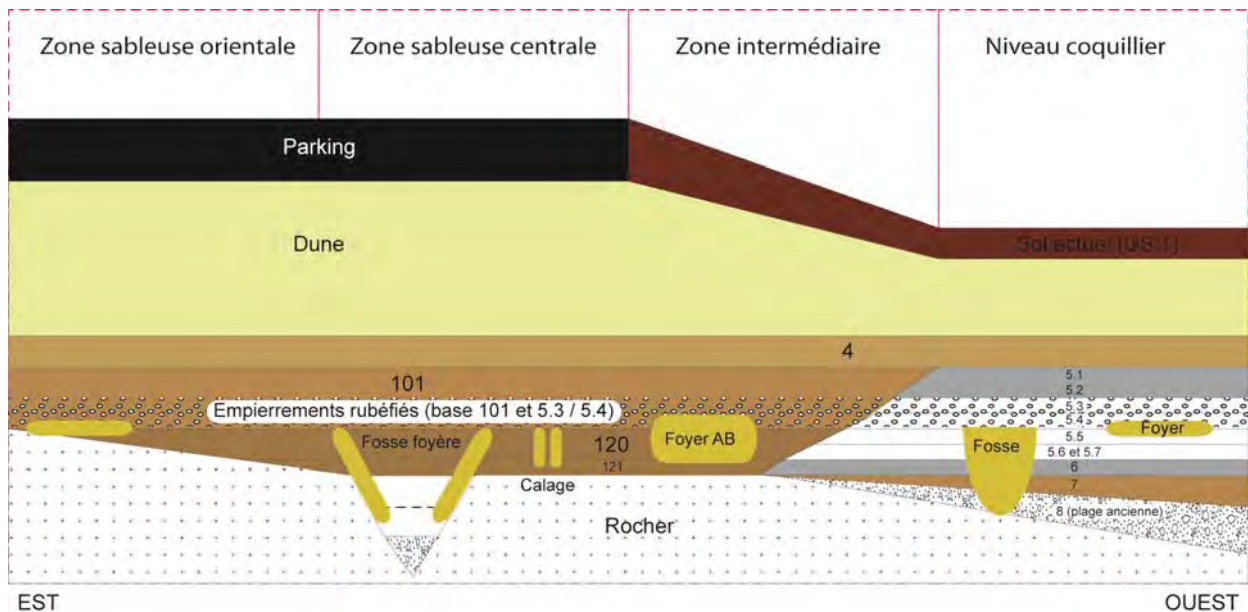 Zone sableuse orientale
Zone sableuse centrale
Zone intermédiaire
Niveau coquillier
Parking
Dune
Sol actuel (US 1)
4
101
5.1
5.2
Empierrements rubéfiés (base 101 et 5.3 / 5.4)
5.3
5.4
Fosse foyère
120
121
Calage
Foyer AB
Fosse
Foyer
5.5
5.6 et 5.7
6
7
8 (plage ancienne)
Rocher
EST
OUEST